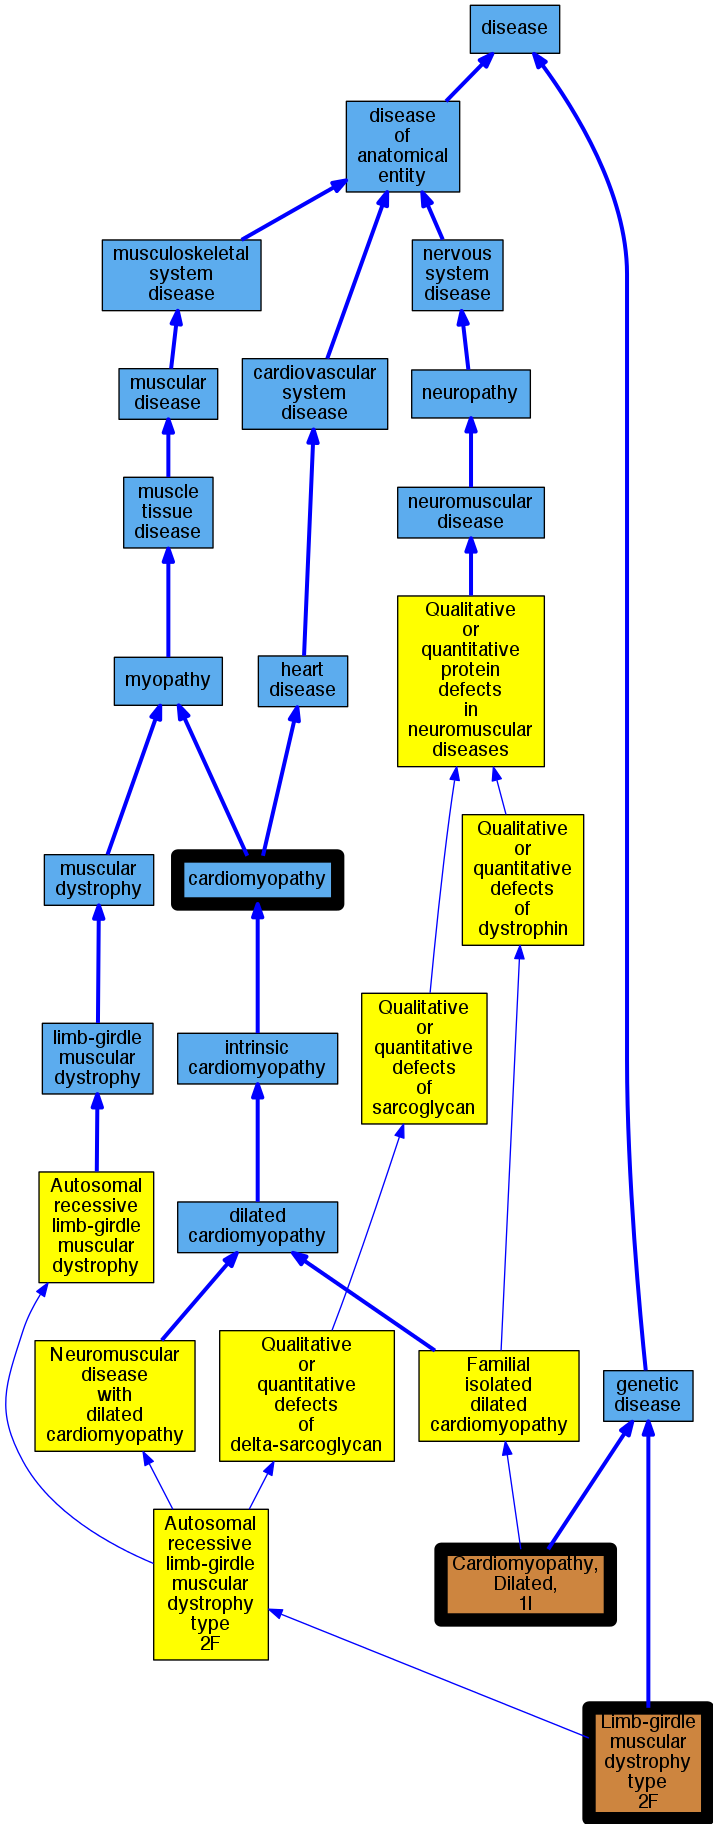 disease
disease
of
anatomical
entity
musculoskeletal
system
disease
nervous
system
disease
cardiovascular
system
disease
muscular
disease
neuropathy
muscle
tissue
disease
neuromuscular
disease
Qualitative
or
quantitative
protein
defects
in
neuromuscular
diseases
myopathy
heart
disease
Qualitative
or
quantitative
defects
of
dystrophin
muscular
dystrophy
cardiomyopathy
Qualitative
or
quantitative
defects
of
sarcoglycan
limb-girdle
muscular
dystrophy
intrinsic
cardiomyopathy
Autosomal
recessive
limb-girdle
muscular
dystrophy
dilated
cardiomyopathy
Neuromuscular
disease
with
dilated
cardiomyopathy
Qualitative
or
quantitative
defects
of
delta-sarcoglycan
Familial
isolated
dilated
cardiomyopathy
genetic
disease
Autosomal
recessive
limb-girdle
muscular
dystrophy
type
2F
Cardiomyopathy,
Dilated,
1l
Limb-girdle
muscular
dystrophy
type
2F